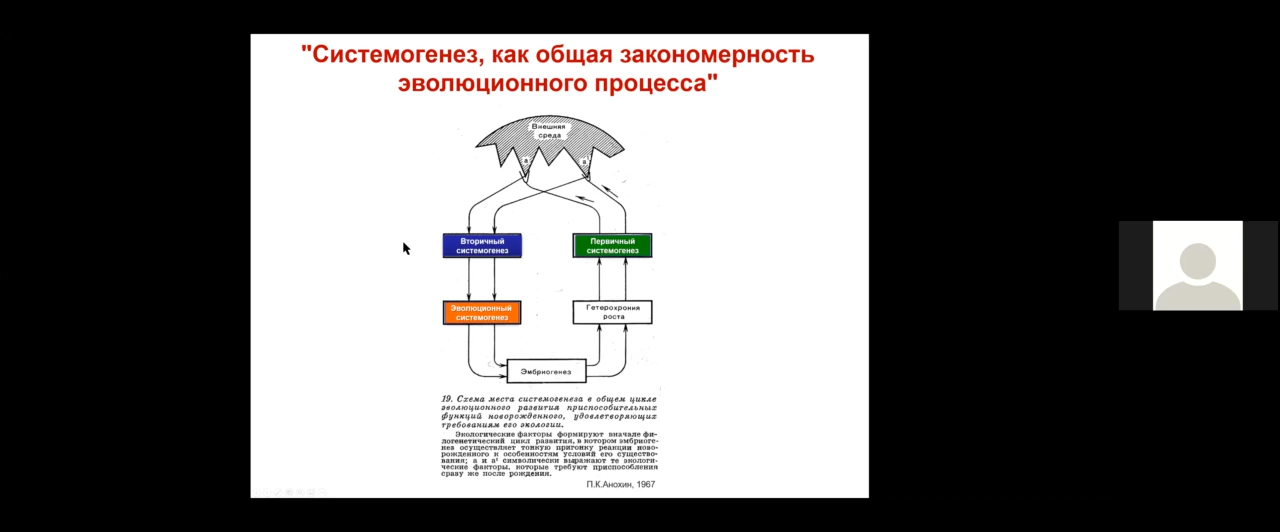 "Системогенез, как общая закономерность
эволюционного процесса"
Внешняя
среда
а
а'
Вторичный
системогенез
Первичный
системогенез
Эволюционный
системогенез
Гетерохрония
роста
Эмбриогенез
19. Схема места системогенеза в общем цикле
эволюционного развития приспособительных
функций новорожденного, удовлетворяющих
требованиям его экологии.
Экологические факторы формируют вначале фи-
логенетический цикл развития, в котором эмбриоге-
нез осуществляет тонкую пригонку реакции ново-
рожденного к особенностям условий его существо-
вания; а и а¹ символически выражают те экологи-
ческие факторы, которые требуют приспособления
сразу же после рождения.
П.К.Анохин, 1967